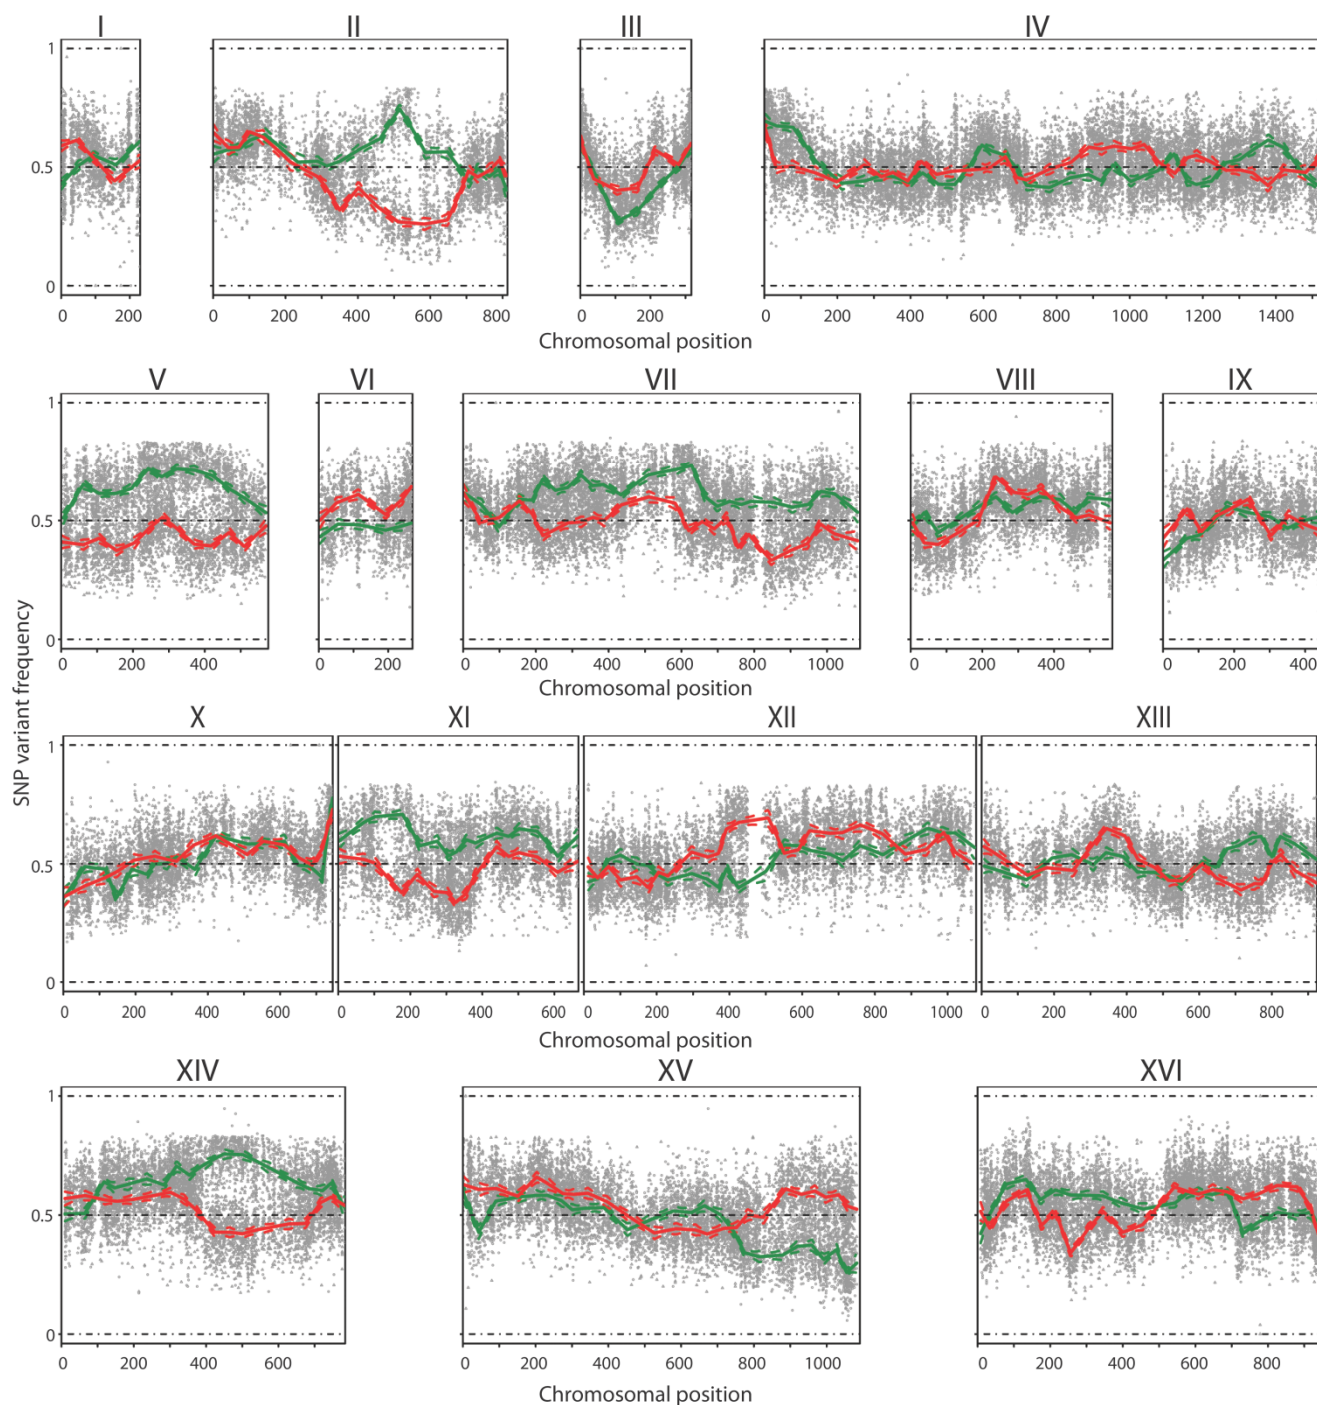 I II III IV
1
0.5
0
0 200 0 200 400 600 800 0 200 0 200 400 600 800 1000 1200 1400
Chromosomal position
V VI VII VIII IX
1
0.5
0
0 200 400 0 200 0 200 400 600 800 1000 0 200 400 0 200 400
Chromosomal position
SNP variant frequency
X XI XII XIII
1
0.5
0
0 200 400 600 0 200 400 600 0 200 400 600 800 1000 0 200 400 600 800
Chromosomal position
XIV XV XVI
1
0.5
0
0 200 400 600 0 200 400 600 800 1000 0 200 400 600 800
Chromosomal position